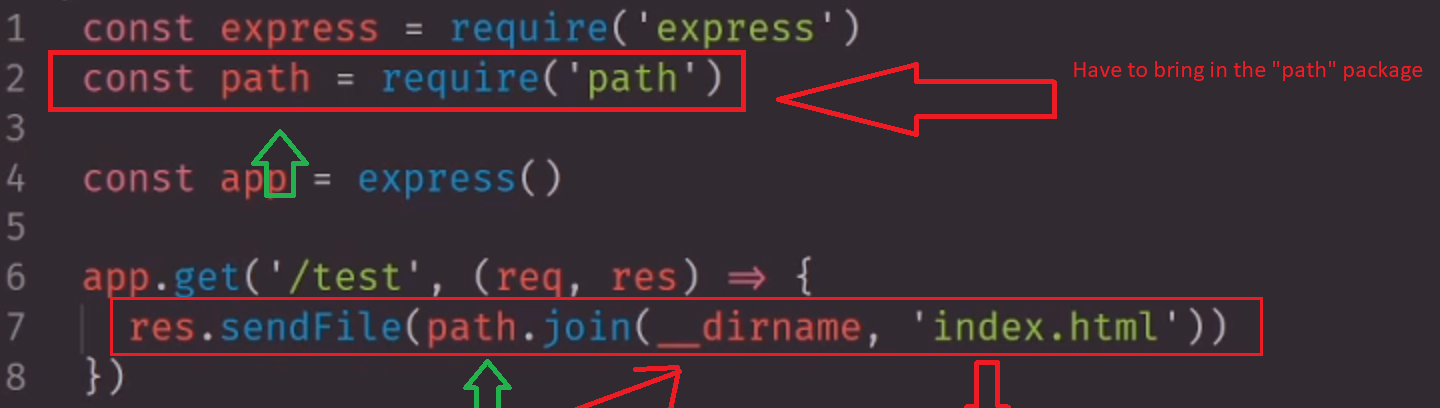 1 const express = require('express')
2 const path = require('path')
Have to bring in the "path" package
3
4 const app = express()
5
6 app.get('/test', (req, res) => {
7 res.sendFile(path.join(__dirname, 'index.html'))
8 })